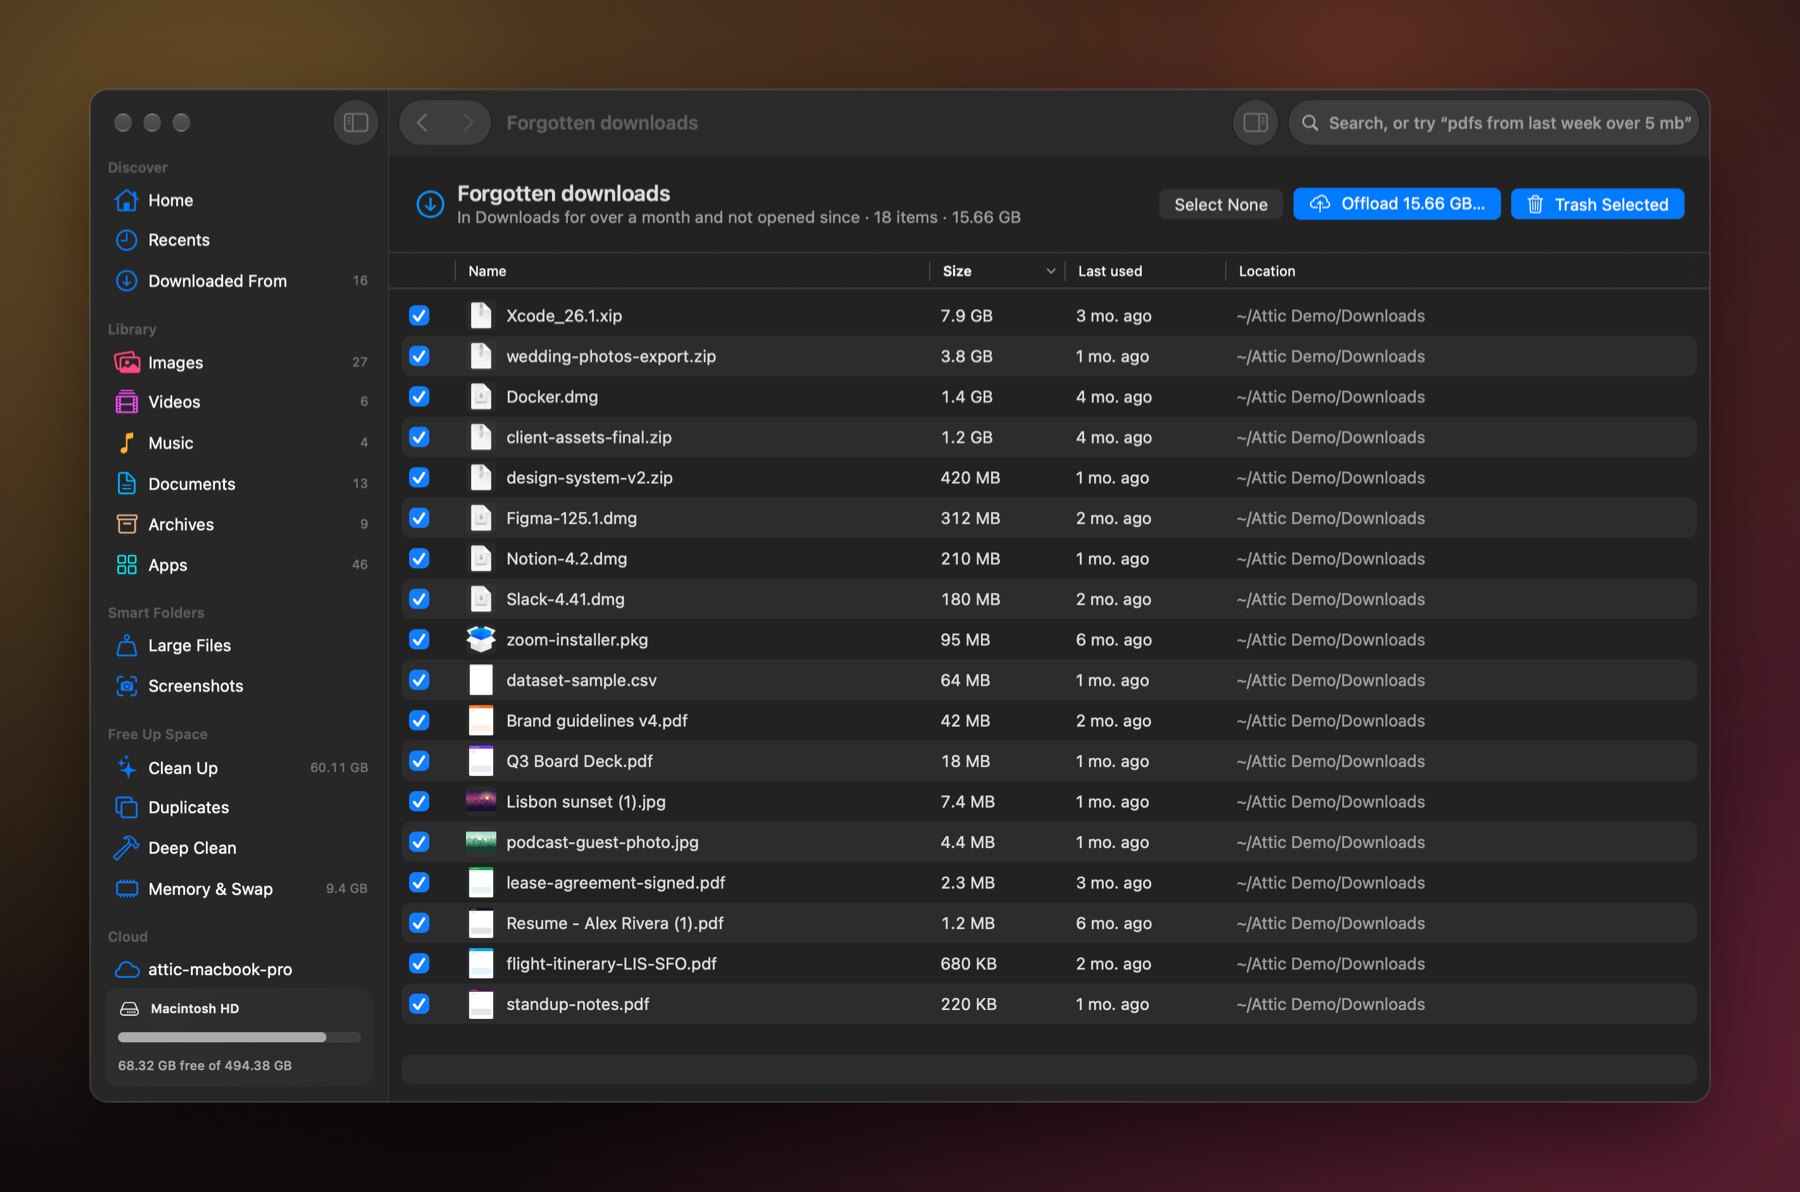 Forgotten downloads
Search, or try “pdfs from last week over 5 mb”
Discover
Home
Recents
Downloaded From 16
Library
Images 27
Videos 6
Music 4
Documents 13
Archives 9
Apps 46
Smart Folders
Large Files
Screenshots
Free Up Space
Clean Up 60.11 GB
Duplicates
Deep Clean
Memory & Swap 9.4 GB
Cloud
attic-macbook-pro
Macintosh HD
68.32 GB free of 494.38 GB
Forgotten downloads
In Downloads for over a month and not opened since · 18 items · 15.66 GB
Select None
Offload 15.66 GB...
Trash Selected
Name Size Last used Location
Xcode_26.1.xip 7.9 GB 3 mo. ago ~/Attic Demo/Downloads
wedding-photos-export.zip 3.8 GB 1 mo. ago ~/Attic Demo/Downloads
Docker.dmg 1.4 GB 4 mo. ago ~/Attic Demo/Downloads
client-assets-final.zip 1.2 GB 4 mo. ago ~/Attic Demo/Downloads
design-system-v2.zip 420 MB 1 mo. ago ~/Attic Demo/Downloads
Figma-125.1.dmg 312 MB 2 mo. ago ~/Attic Demo/Downloads
Notion-4.2.dmg 210 MB 1 mo. ago ~/Attic Demo/Downloads
Slack-4.41.dmg 180 MB 2 mo. ago ~/Attic Demo/Downloads
zoom-installer.pkg 95 MB 6 mo. ago ~/Attic Demo/Downloads
dataset-sample.csv 64 MB 1 mo. ago ~/Attic Demo/Downloads
Brand guidelines v4.pdf 42 MB 2 mo. ago ~/Attic Demo/Downloads
Q3 Board Deck.pdf 18 MB 1 mo. ago ~/Attic Demo/Downloads
Lisbon sunset (1).jpg 7.4 MB 1 mo. ago ~/Attic Demo/Downloads
podcast-guest-photo.jpg 4.4 MB 1 mo. ago ~/Attic Demo/Downloads
lease-agreement-signed.pdf 2.3 MB 3 mo. ago ~/Attic Demo/Downloads
Resume - Alex Rivera (1).pdf 1.2 MB 6 mo. ago ~/Attic Demo/Downloads
flight-itinerary-LIS-SFO.pdf 680 KB 2 mo. ago ~/Attic Demo/Downloads
standup-notes.pdf 220 KB 1 mo. ago ~/Attic Demo/Downloads